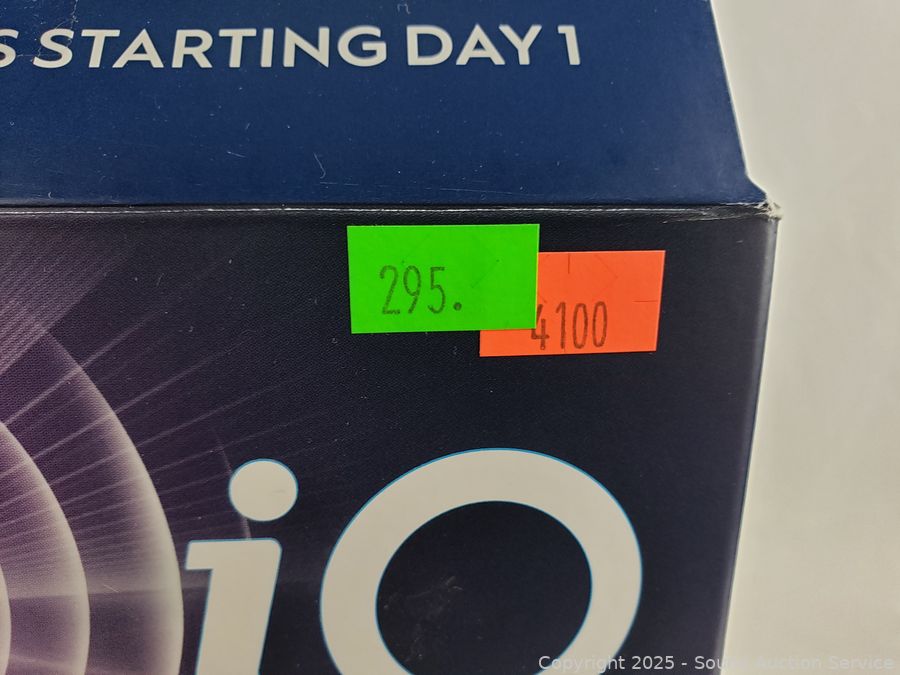 S STARTING DAY 1
295.
4100
iO
Copyright 2025 - Sound Auction Service